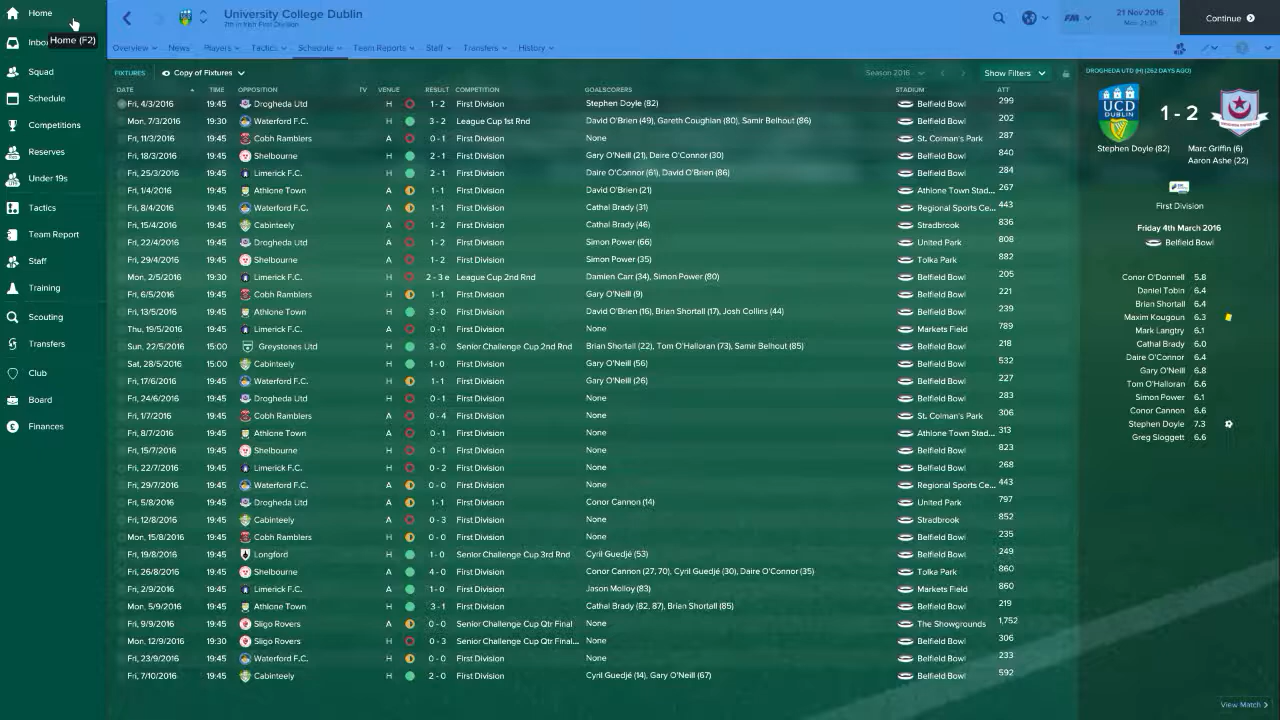 Home
Inbo
Home (F2)
Squad
Schedule
Competitions
Reserves
Under 19s
Tactics
Team Report
Staff
Training
Scouting
Transfers
Club
Board
Finances
University College Dublin
7th in Irish First Division
FM
21 Nov 2016
Continue
Overview News Players Tactics Schedule Team Reports Staff Transfers History
FIXTURES Copy of Fixtures Season 2016 Show Filters
DATE TIME OPPOSITION TV VENUE RESULT COMPETITION GOALSCORERS STADIUM ATT
Fri, 4/3/2016 19:45 Drogheda Utd H 1 - 2 First Division Stephen Doyle (82) Belfield Bowl 299
Mon, 7/3/2016 19:30 Waterford F.C. H 3 - 2 League Cup 1st Rnd David O'Brien (49), Gareth Coughlan (80), Samir Belhout (86) Belfield Bowl 202
Fri, 11/3/2016 19:45 Cobh Ramblers A 0 - 1 First Division None St. Colman's Park 287
Fri, 18/3/2016 19:45 Shelbourne H 2 - 1 First Division Gary O'Neill (21), Daire O'Connor (30) Belfield Bowl 840
Fri, 25/3/2016 19:45 Limerick F.C. H 2 - 1 First Division Daire O'Connor (61), David O'Brien (86) Belfield Bowl 284
Fri, 1/4/2016 19:45 Athlone Town A 1 - 1 First Division David O'Brien (21) Athlone Town Stad... 267
Fri, 8/4/2016 19:45 Waterford F.C. A 1 - 1 First Division Cathal Brady (31) Regional Sports Ce... 443
Fri, 15/4/2016 19:45 Cabinteely A 1 - 2 First Division Cathal Brady (46) Stradbrook 836
Fri, 22/4/2016 19:45 Drogheda Utd A 1 - 2 First Division Simon Power (66) United Park 808
Fri, 29/4/2016 19:45 Shelbourne A 1 - 2 First Division Simon Power (35) Tolka Park 882
Mon, 2/5/2016 19:30 Limerick F.C. H 2 - 3 e League Cup 2nd Rnd Damien Carr (34), Simon Power (80) Belfield Bowl 205
Fri, 6/5/2016 19:45 Cobh Ramblers H 1 - 1 First Division Gary O'Neill (9) Belfield Bowl 221
Fri, 13/5/2016 19:45 Athlone Town H 3 - 0 First Division David O'Brien (16), Brian Shortall (17), Josh Collins (44) Belfield Bowl 239
Thu, 19/5/2016 19:45 Limerick F.C. A 0 - 1 First Division None Markets Field 789
Sun, 22/5/2016 15:00 Greystones Utd H 3 - 0 Senior Challenge Cup 2nd Rnd Brian Shortall (22), Tom O'Halloran (73), Samir Belhout (85) Belfield Bowl 218
Sat, 28/5/2016 15:00 Cabinteely H 1 - 0 First Division Gary O'Neill (56) Belfield Bowl 532
Fri, 17/6/2016 19:45 Waterford F.C. H 1 - 1 First Division Gary O'Neill (26) Belfield Bowl 227
Fri, 24/6/2016 19:45 Drogheda Utd H 0 - 1 First Division None Belfield Bowl 283
Fri, 1/7/2016 19:45 Cobh Ramblers A 0 - 4 First Division None St. Colman's Park 306
Fri, 8/7/2016 19:45 Athlone Town A 0 - 1 First Division None Athlone Town Stad... 313
Fri, 15/7/2016 19:45 Shelbourne H 0 - 1 First Division None Belfield Bowl 823
Fri, 22/7/2016 19:45 Limerick F.C. H 0 - 2 First Division None Belfield Bowl 268
Fri, 29/7/2016 19:45 Waterford F.C. A 0 - 0 First Division None Regional Sports Ce... 443
Fri, 5/8/2016 19:45 Drogheda Utd A 1 - 1 First Division Conor Cannon (14) United Park 797
Fri, 12/8/2016 19:45 Cabinteely A 0 - 3 First Division None Stradbrook 852
Mon, 15/8/2016 19:45 Cobh Ramblers H 0 - 0 First Division None Belfield Bowl 235
Fri, 19/8/2016 19:45 Longford H 1 - 0 Senior Challenge Cup 3rd Rnd Cyril Guedjé (53) Belfield Bowl 249
Fri, 26/8/2016 19:45 Shelbourne A 4 - 0 First Division Conor Cannon (27, 70), Cyril Guedjé (30), Daire O'Connor (35) Tolka Park 860
Fri, 2/9/2016 19:45 Limerick F.C. A 1 - 0 First Division Jason Molloy (83) Markets Field 860
Mon, 5/9/2016 19:45 Athlone Town H 3 - 1 First Division Cathal Brady (82, 87), Brian Shortall (85) Belfield Bowl 219
Fri, 9/9/2016 19:45 Sligo Rovers A 0 - 0 Senior Challenge Cup Qtr Final None The Showgrounds 1,752
Mon, 12/9/2016 19:30 Sligo Rovers H 0 - 3 Senior Challenge Cup Qtr Final... None Belfield Bowl 306
Fri, 23/9/2016 19:45 Waterford F.C. H 0 - 0 First Division None Belfield Bowl 233
Fri, 7/10/2016 19:45 Cabinteely H 2 - 0 First Division Cyril Guedjé (14), Gary O'Neill (67) Belfield Bowl 592
DROGHEDA UTD (H) (262 DAYS AGO)
UCD DUBLIN
1 - 2
Stephen Doyle (82)
Marc Griffin (6)
Aaron Ashe (22)
First Division
Friday 4th March 2016
Belfield Bowl
Conor O'Donnell 5.8
Daniel Tobin 6.4
Brian Shortall 6.4
Maxim Kougoun 6.3
Mark Langtry 6.1
Cathal Brady 6.0
Daire O'Connor 6.4
Gary O'Neill 6.8
Tom O'Halloran 6.6
Simon Power 6.1
Conor Cannon 6.6
Stephen Doyle 7.3
Greg Sloggett 6.6
View Match